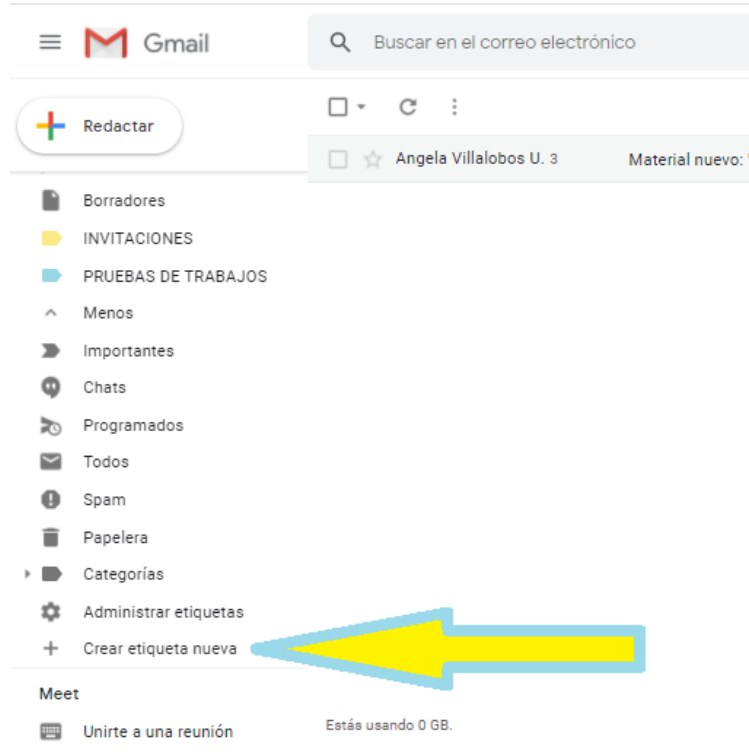 Gmail
Buscar en el correo electrónico
Redactar
Angela Villalobos U. 3 Material nuevo:
Borradores
INVITACIONES
PRUEBAS DE TRABAJOS
Menos
Importantes
Chats
Programados
Todos
Spam
Papelera
Categorías
Administrar etiquetas
Crear etiqueta nueva
Meet
Unirte a una reunión
Estás usando 0 GB.